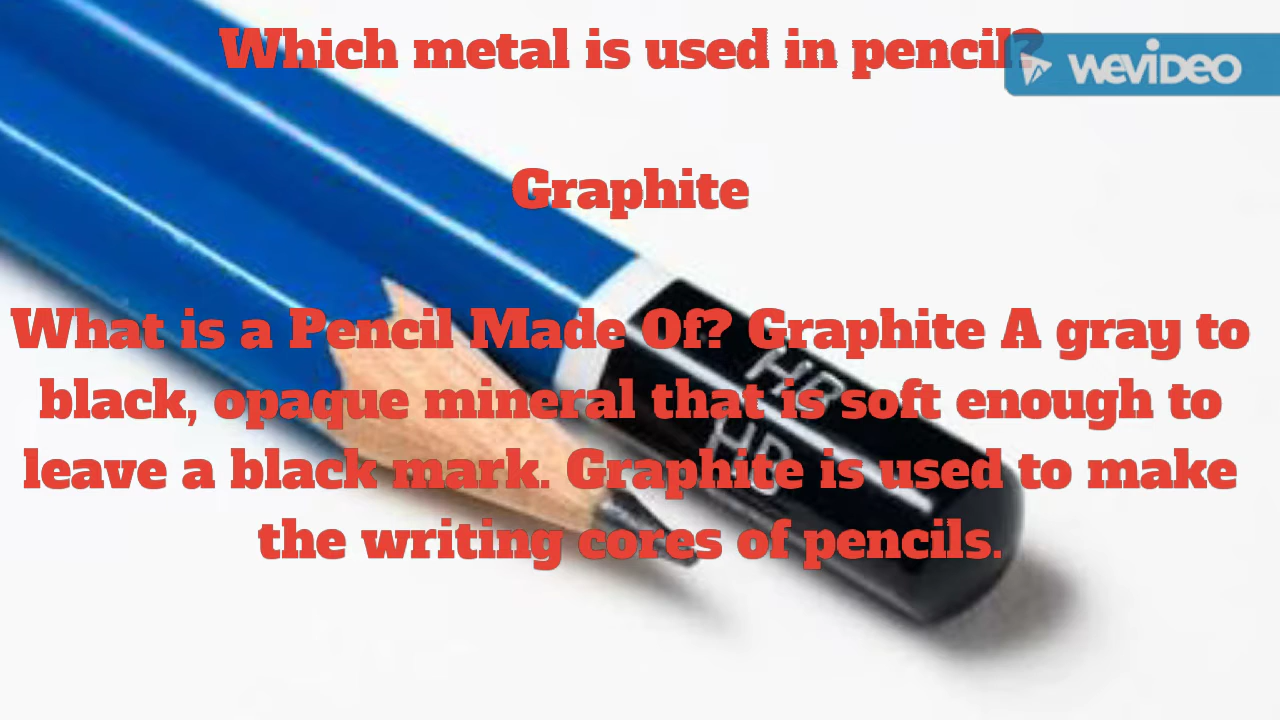 Which metal is used in pencil?
wevideo
Graphite
What is a Pencil Made Of? Graphite A gray to
black, opaque mineral that is soft enough to
leave a black mark. Graphite is used to make
the writing cores of pencils.
HB
HB